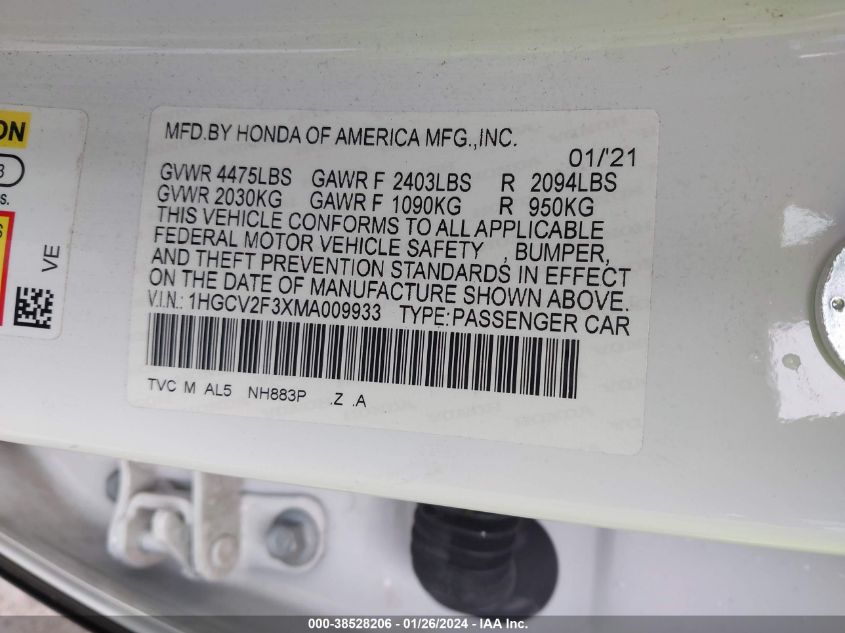 ON
3
s.
S
VE
MFD.BY HONDA OF AMERICA MFG.,INC.
01/'21
GVWR 4475LBS GAWR F 2403LBS R 2094LBS
GVWR 2030KG GAWR F 1090KG R 950KG
THIS VEHICLE CONFORMS TO ALL APPLICABLE
FEDERAL MOTOR VEHICLE SAFETY , BUMPER,
AND THEFT PREVENTION STANDARDS IN EFFECT
ON THE DATE OF MANUFACTURE SHOWN ABOVE.
V.I.N.: 1HGCV2F3XMA009933 TYPE:PASSENGER CAR
TVC M AL5 NH883P .Z .A
000-38528206 - 01/26/2024 - IAA Inc.